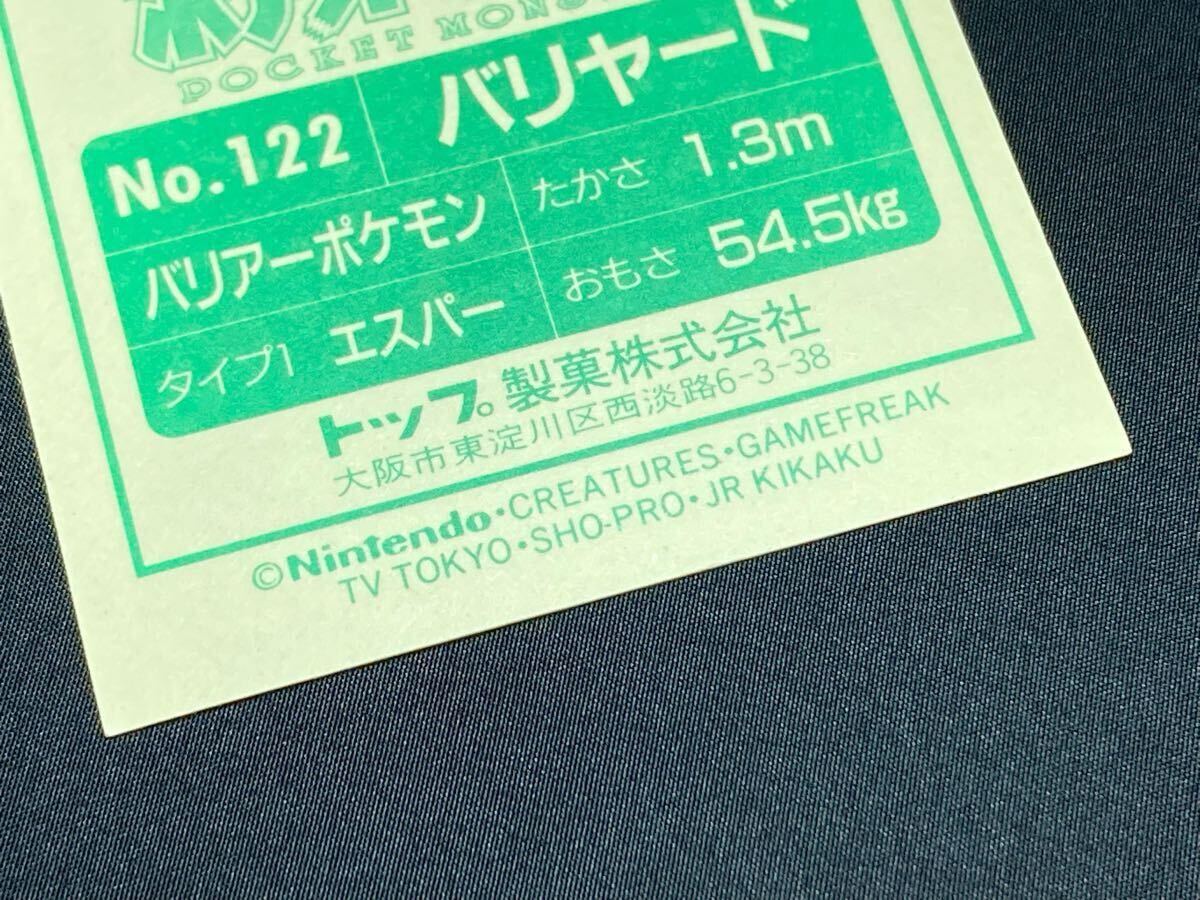 POCKET MONS
No.122 バリヤード
バリアーポケモン たかさ 1.3m
タイプ1 エスパー おもさ 54.5kg
トップ。製菓株式会社
大阪市東淀川区西淡路6-3-38
©Nintendo・CREATURES・GAMEFREAK
TV TOKYO・SHO-PRO・JR KIKAKU